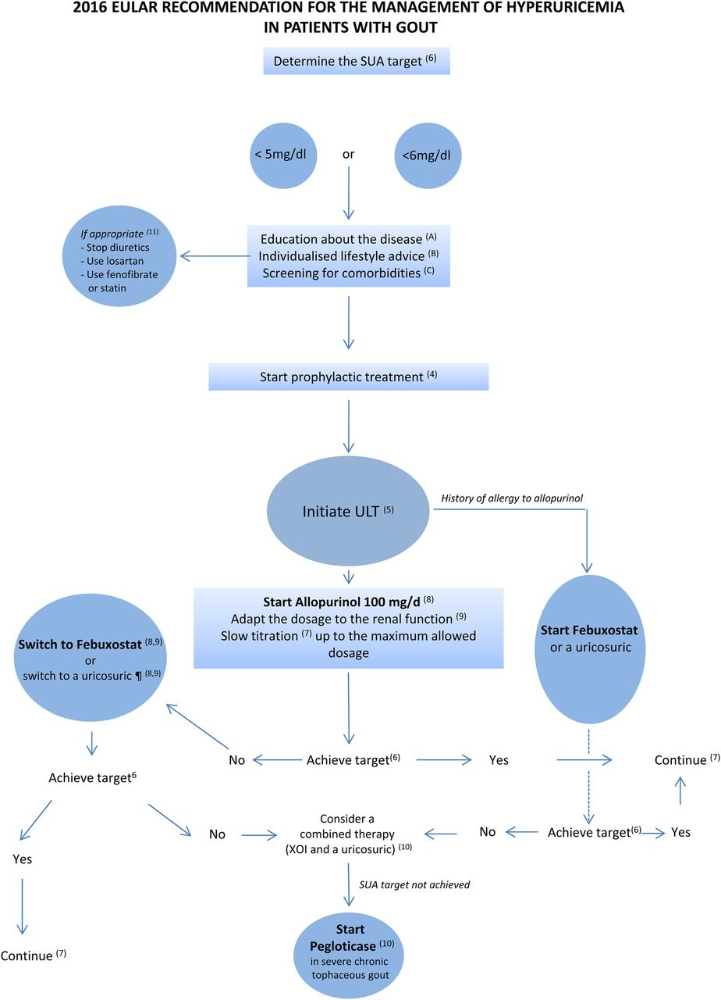 2016 EULAR RECOMMENDATION FOR THE MANAGEMENT OF HYPERURICEMIA
IN PATIENTS WITH GOUT
Determine the SUA target (6)
< 5mg/dl
or
<6mg/dl
If appropriate (11)
- Stop diuretics
- Use losartan
- Use fenofibrate
or statin
Education about the disease (A)
Individualised lifestyle advice (B)
Screening for comorbidities (C)
Start prophylactic treatment (4)
Initiate ULT (5)
History of allergy to allopurinol
Start Allopurinol 100 mg/d (8)
Adapt the dosage to the renal function (9)
Slow titration (7) up to the maximum allowed
dosage
Start Febuxostat
or a uricosuric
Switch to Febuxostat (8,9)
or
switch to a uricosuric ¶ (8,9)
No
Achieve target(6)
Yes
Continue (7)
Achieve target6
No
Consider a
combined therapy
(XOI and a uricosuric) (10)
No
Achieve target(6)
Yes
Yes
SUA target not achieved
Continue (7)
Start
Pegloticase (10)
in severe chronic
tophaceous gout